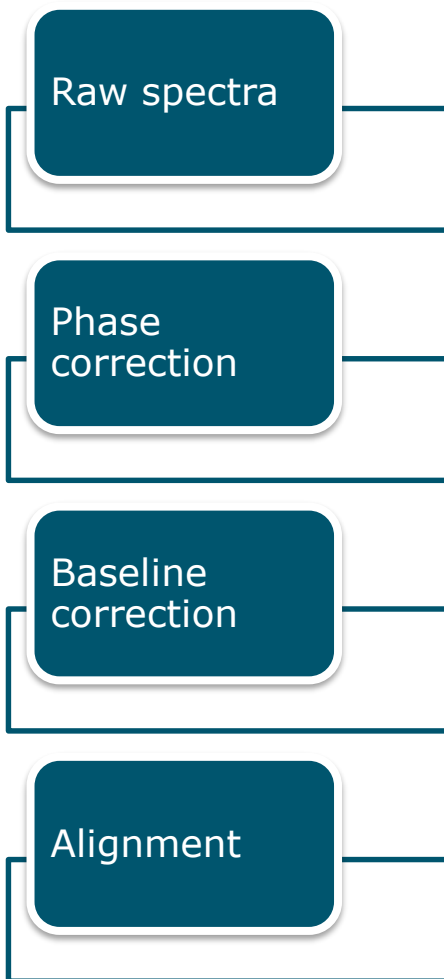 Raw spectra
Phase
correction
Baseline
correction
Alignment